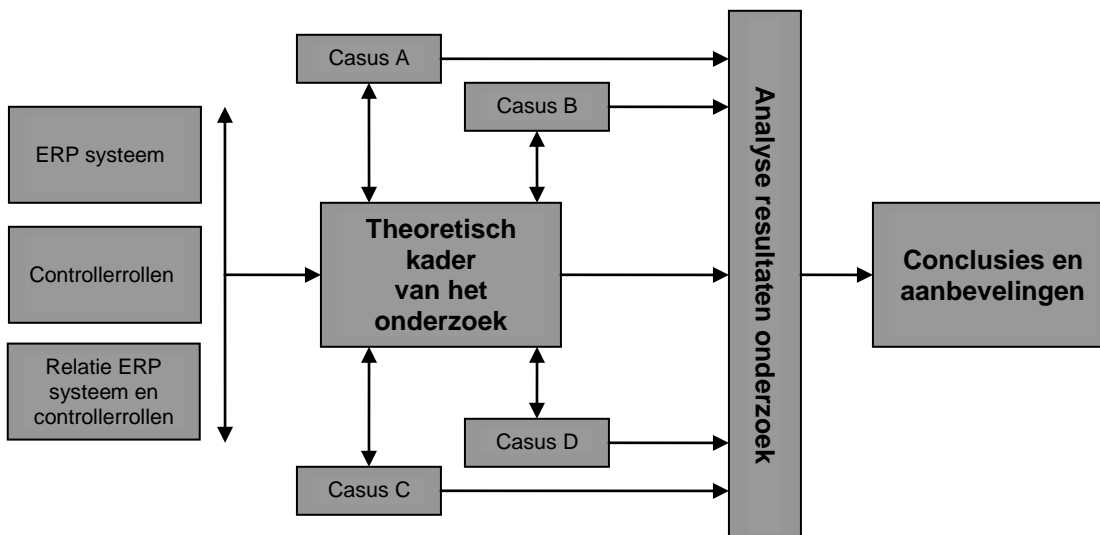 ERP systeem
Controllerrollen
Relatie ERP
systeem en
controllerrollen
Casus A
Casus B
Theoretisch
kader
van het
onderzoek
Casus D
Casus C
Analyse resultaten onderzoek
Conclusies en
aanbevelingen